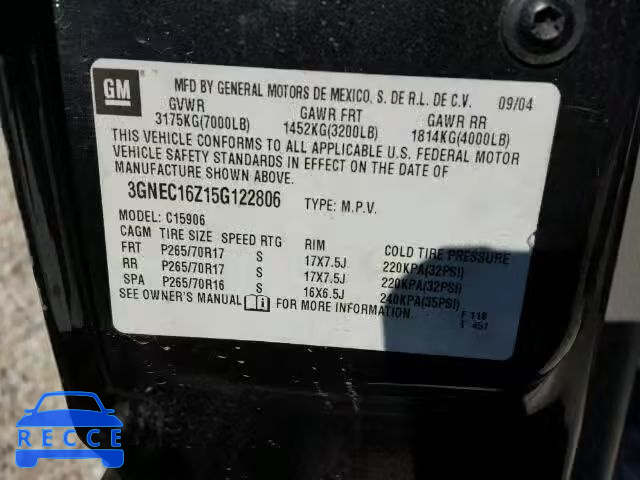 GM
MFD BY GENERAL MOTORS DE MEXICO, S. DE R.L. DE C.V. 09/04
GVWR GAWR FRT GAWR RR
3175KG(7000LB) 1452KG(3200LB) 1814KG(4000LB)
THIS VEHICLE CONFORMS TO ALL APPLICABLE U.S. FEDERAL MOTOR
VEHICLE SAFETY STANDARDS IN EFFECT ON THE DATE OF
MANUFACTURE SHOWN ABOVE.
3GNEC16Z15G122806 TYPE: M.P.V.
MODEL: C15906
CAGM TIRE SIZE SPEED RTG RIM COLD TIRE PRESSURE
FRT P265/70R17 S 17X7.5J 220KPA(32PSI)
RR P265/70R17 S 17X7.5J 220KPA(32PSI)
SPA P265/70R16 S 16X6.5J 240KPA(35PSI)
SEE OWNER'S MANUAL FOR MORE INFORMATION.
F 110
T 457
RECCE